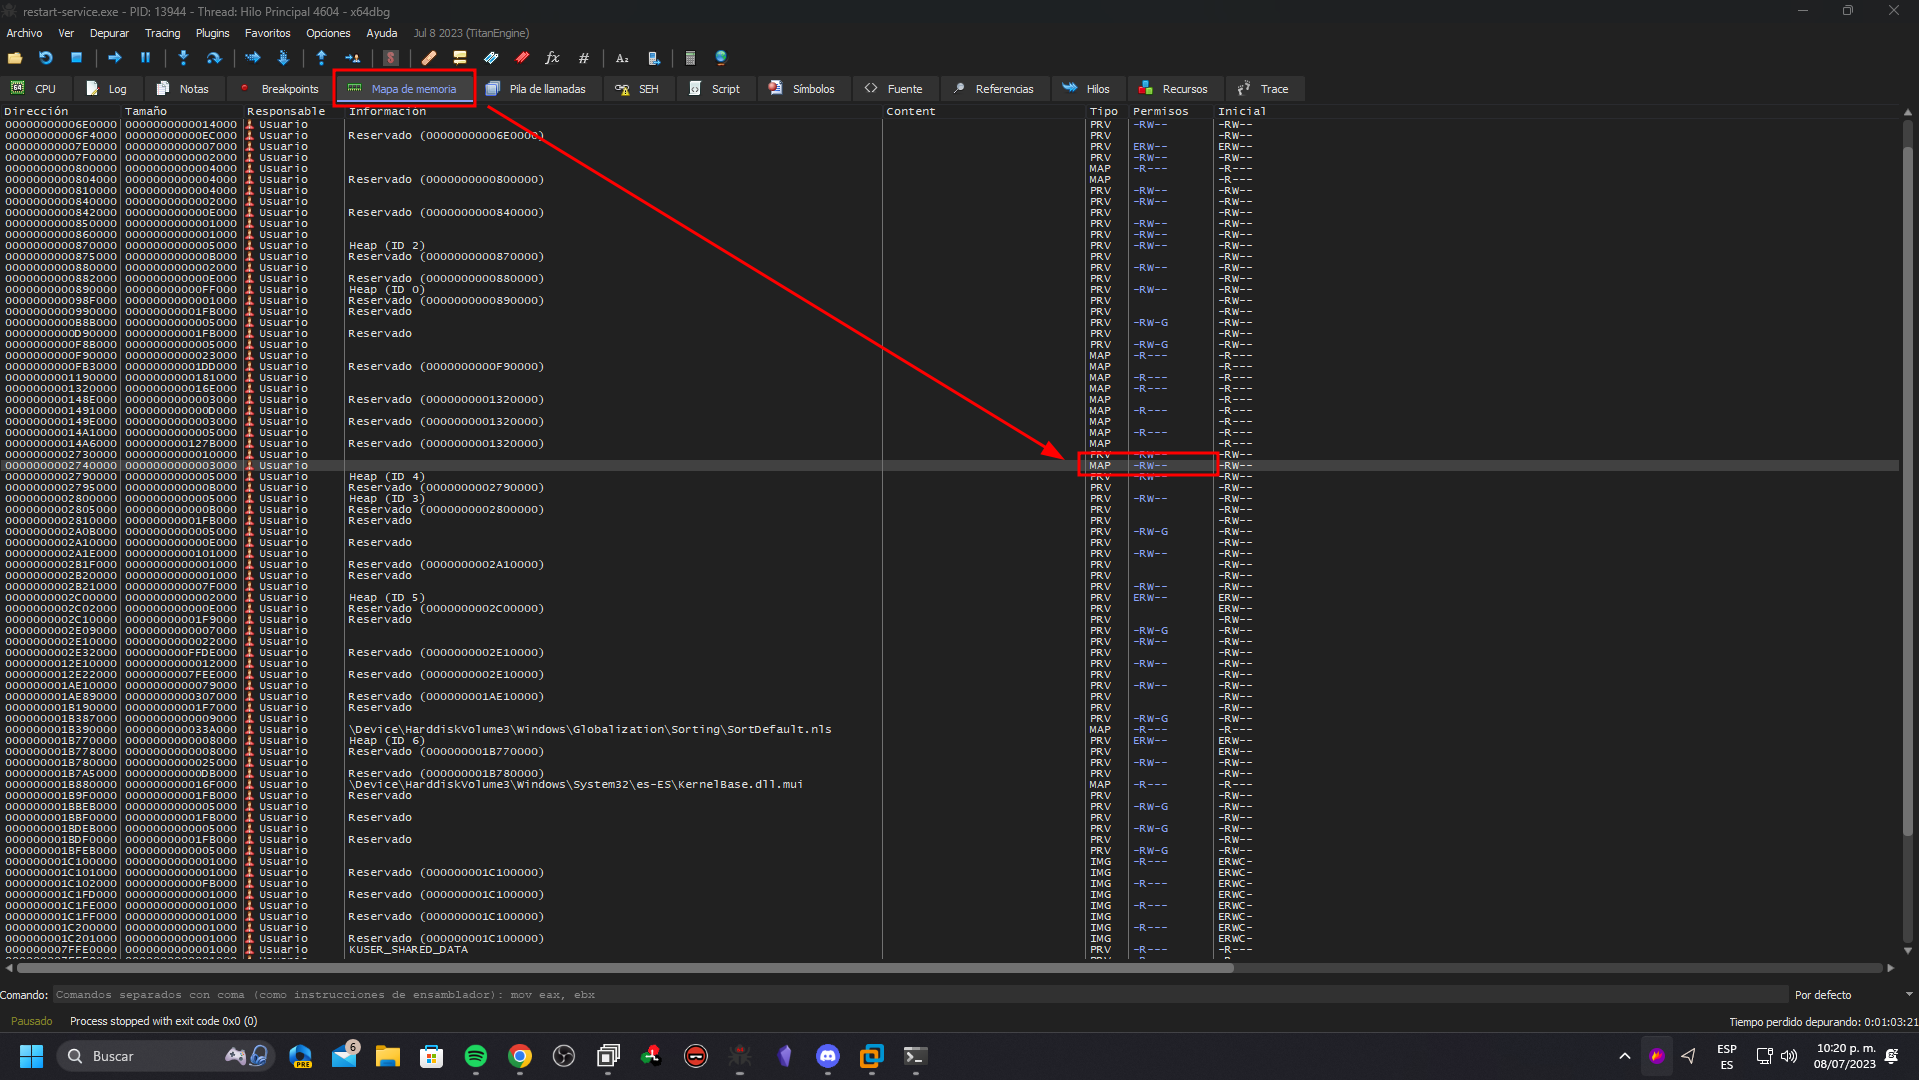 restart-service.exe - PID: 13944 - Thread: Hilo Principal 4604 - x64dbg
Archivo Ver Depurar Tracing Plugins Favoritos Opciones Ayuda Jul 8 2023 (TitanEngine)
CPU Log Notas Breakpoints Mapa de memoria Pila de llamadas SEH Script Símbolos Fuente Referencias Hilos Recursos Trace
Dirección Tamaño Responsable Información Content Tipo Permisos Inicial
00000000006E0000 0000000000014000 Usuario PRV -RW-- -RW--
00000000006F4000 00000000000EC000 Usuario Reservado (00000000006E0000) PRV -RW--
00000000007E0000 0000000000007000 Usuario PRV ERW-- ERW--
00000000007F0000 0000000000002000 Usuario PRV -RW-- -RW--
0000000000800000 0000000000004000 Usuario MAP -R--- -R---
0000000000804000 0000000000004000 Usuario Reservado (0000000000800000) MAP -R---
0000000000810000 0000000000004000 Usuario PRV -RW-- -RW--
0000000000840000 0000000000002000 Usuario PRV -RW-- -RW--
0000000000842000 000000000000E000 Usuario Reservado (0000000000840000) PRV -RW--
0000000000850000 0000000000001000 Usuario PRV -RW-- -RW--
0000000000860000 0000000000001000 Usuario PRV -RW-- -RW--
0000000000870000 0000000000005000 Usuario Heap (ID 2) PRV -RW-- -RW--
0000000000875000 000000000000B000 Usuario Reservado (0000000000870000) PRV -RW--
0000000000880000 0000000000002000 Usuario PRV -RW-- -RW--
0000000000882000 000000000000E000 Usuario Reservado (0000000000880000) PRV -RW--
0000000000890000 00000000000FF000 Usuario Heap (ID 0) PRV -RW-- -RW--
000000000098F000 0000000000001000 Usuario Reservado (0000000000890000) PRV -RW--
0000000000990000 00000000001FB000 Usuario Reservado PRV -RW--
0000000000B8B000 0000000000005000 Usuario PRV -RW-G -RW--
0000000000D90000 00000000001FB000 Usuario Reservado PRV -RW--
0000000000F8B000 0000000000005000 Usuario PRV -RW-G -RW--
0000000000F90000 0000000000023000 Usuario MAP -R--- -R---
0000000000FB3000 00000000001DD000 Usuario Reservado (0000000000F90000) MAP -R---
0000000001190000 0000000000181000 Usuario MAP -R--- -R---
0000000001320000 000000000016E000 Usuario MAP -R--- -R---
000000000148E000 0000000000003000 Usuario Reservado (0000000001320000) MAP -R---
0000000001491000 000000000000D000 Usuario MAP -R--- -R---
000000000149E000 0000000000003000 Usuario Reservado (0000000001320000) MAP -R---
00000000014A1000 0000000000005000 Usuario MAP -R--- -R---
00000000014A6000 000000000127B000 Usuario Reservado (0000000001320000) MAP -R---
0000000002730000 0000000000010000 Usuario PRV -RW-- -RW--
0000000002740000 0000000000003000 Usuario MAP -RW-- -RW--
0000000002790000 0000000000005000 Usuario Heap (ID 4) PRV -RW-- -RW--
0000000002795000 000000000000B000 Usuario Reservado (0000000002790000) PRV -RW--
0000000002800000 0000000000005000 Usuario Heap (ID 3) PRV -RW-- -RW--
0000000002805000 000000000000B000 Usuario Reservado (0000000002800000) PRV -RW--
0000000002810000 00000000001FB000 Usuario Reservado PRV -RW--
0000000002A0B000 0000000000005000 Usuario PRV -RW-G -RW--
0000000002A10000 000000000000E000 Usuario Reservado PRV -RW--
0000000002A1E000 0000000000101000 Usuario PRV -RW-- -RW--
0000000002B1F000 0000000000001000 Usuario Reservado (0000000002A10000) PRV -RW--
0000000002B20000 0000000000001000 Usuario Reservado PRV -RW--
0000000002B21000 000000000007F000 Usuario PRV -RW-- -RW--
0000000002C00000 0000000000002000 Usuario Heap (ID 5) PRV ERW-- ERW--
0000000002C02000 000000000000E000 Usuario Reservado (0000000002C00000) PRV ERW--
0000000002C10000 00000000001F9000 Usuario Reservado PRV -RW--
0000000002E09000 0000000000007000 Usuario PRV -RW-G -RW--
0000000002E10000 0000000000022000 Usuario PRV -RW-- -RW--
0000000002E32000 000000000FFDE000 Usuario Reservado (0000000002E10000) PRV -RW--
0000000012E10000 0000000000012000 Usuario PRV -RW-- -RW--
0000000012E22000 0000000007FEE000 Usuario Reservado (0000000002E10000) PRV -RW--
000000001AE10000 0000000000079000 Usuario PRV -RW-- -RW--
000000001AE89000 0000000000307000 Usuario Reservado (000000001AE10000) PRV -RW--
000000001B190000 00000000001F7000 Usuario Reservado PRV -RW--
000000001B387000 0000000000009000 Usuario PRV -RW-G -RW--
000000001B390000 000000000033A000 Usuario \Device\HarddiskVolume3\Windows\Globalization\Sorting\SortDefault.nls MAP -R--- -R---
000000001B770000 0000000000008000 Usuario Heap (ID 6) PRV ERW-- ERW--
000000001B778000 0000000000008000 Usuario Reservado (000000001B770000) PRV ERW--
000000001B780000 0000000000025000 Usuario PRV -RW-- -RW--
000000001B7A5000 00000000000DB000 Usuario Reservado (000000001B780000) PRV -RW--
000000001B880000 000000000016F000 Usuario \Device\HarddiskVolume3\Windows\System32\es-ES\KernelBase.dll.mui MAP -R--- -R---
000000001B9F0000 00000000001FB000 Usuario Reservado PRV -RW--
000000001BBEB000 0000000000005000 Usuario PRV -RW-G -RW--
000000001BBF0000 00000000001FB000 Usuario Reservado PRV -RW--
000000001BDEB000 0000000000005000 Usuario PRV -RW-G -RW--
000000001BDF0000 00000000001FB000 Usuario Reservado PRV -RW--
000000001BFEB000 0000000000005000 Usuario PRV -RW-G -RW--
000000001C100000 0000000000001000 Usuario IMG -R--- ERWC-
000000001C101000 0000000000001000 Usuario Reservado (000000001C100000) IMG ERWC-
000000001C102000 00000000000FB000 Usuario IMG -R--- ERWC-
000000001C1FD000 0000000000001000 Usuario Reservado (000000001C100000) IMG ERWC-
000000001C1FE000 0000000000001000 Usuario IMG -R--- ERWC-
000000001C1FF000 0000000000001000 Usuario Reservado (000000001C100000) IMG ERWC-
000000001C200000 0000000000001000 Usuario IMG -R--- ERWC-
000000001C201000 0000000000001000 Usuario Reservado (000000001C100000) IMG ERWC-
000000007FFE0000 0000000000001000 Usuario KUSER_SHARED_DATA PRV -R--- -R---
Comando: Comandos separados con coma (como instrucciones de ensamblador): mov eax, ebx Por defecto
Pausado Process stopped with exit code 0x0 (0) Tiempo perdido depurando: 0:01:03:21
Buscar PRE 6 ESP ES 10:20 p. m. 08/07/2023